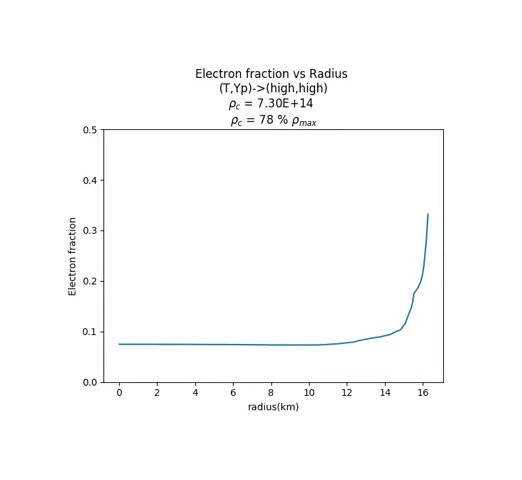 Electron fraction vs Radius
(T,Yp)->(high,high)
ρc = 7.30E+14
ρc = 78 % ρmax
0.5
0.4
0.3
0.2
0.1
0.0
Electron fraction
0 2 4 6 8 10 12 14 16
radius(km)